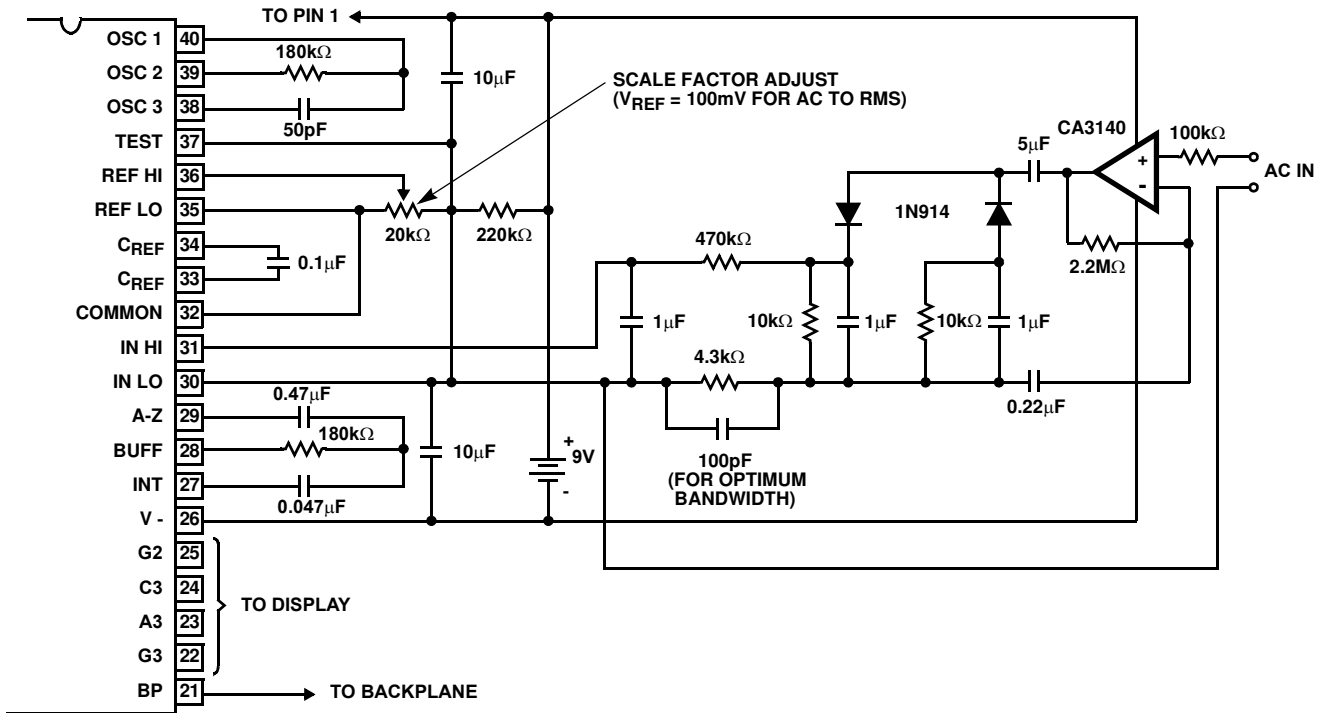 TO PIN 1
OSC 1 40
OSC 2 39
OSC 3 38
TEST 37
REF HI 36
REF LO 35
CREF 34
CREF 33
COMMON 32
IN HI 31
IN LO 30
A-Z 29
BUFF 28
INT 27
V - 26
G2 25
C3 24
A3 23
G3 22
BP 21
180kΩ
50pF
10µF
SCALE FACTOR ADJUST
(VREF = 100mV FOR AC TO RMS)
20kΩ
220kΩ
0.1µF
CA3140
100kΩ
5µF
+
-
AC IN
1N914
2.2MΩ
470kΩ
1µF
10kΩ
1µF
10kΩ
1µF
4.3kΩ
0.22µF
100pF
(FOR OPTIMUM
BANDWIDTH)
0.47µF
180kΩ
0.047µF
10µF
+
9V
-
TO DISPLAY
TO BACKPLANE